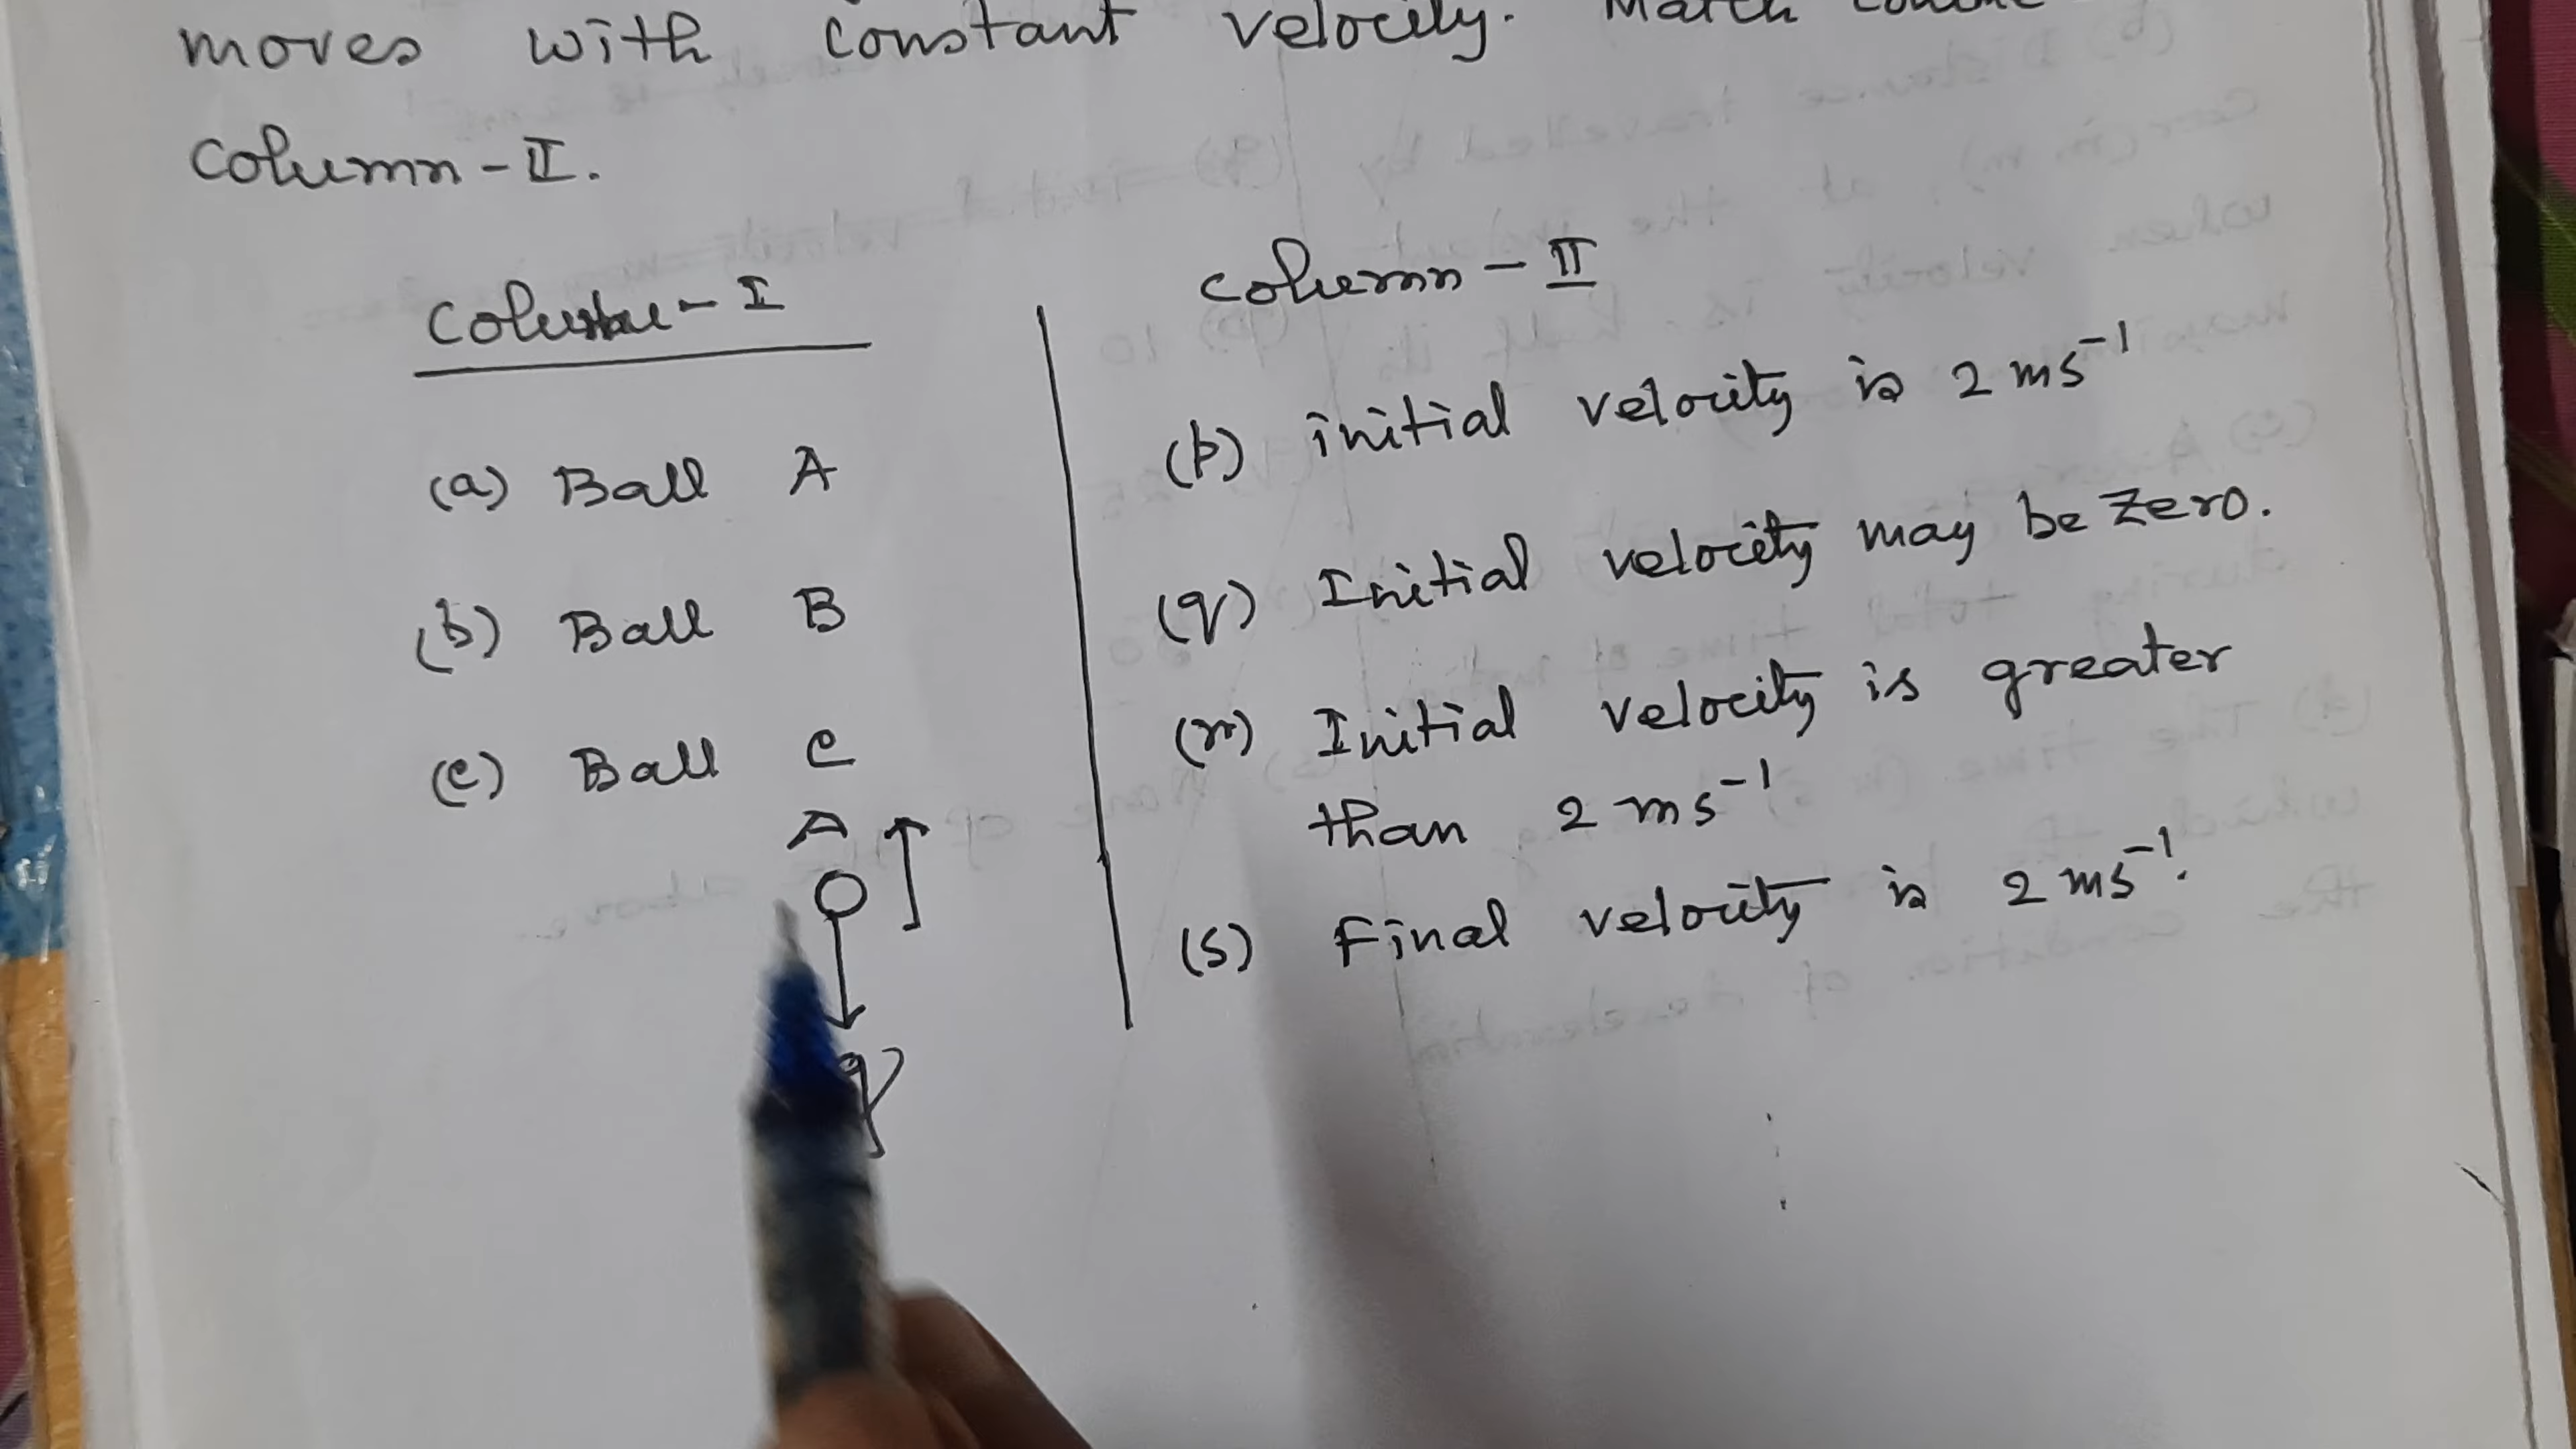 moves with constant velocity. Match
Column-II.
Column-I
Column-II
(a) Ball A
(p) initial velocity is 2 ms⁻¹
(b) Ball B
(q) Initial velocity may be zero.
(c) Ball C
(r) Initial velocity is greater
than 2 ms⁻¹
(s) Final velocity is 2 ms⁻¹.
A